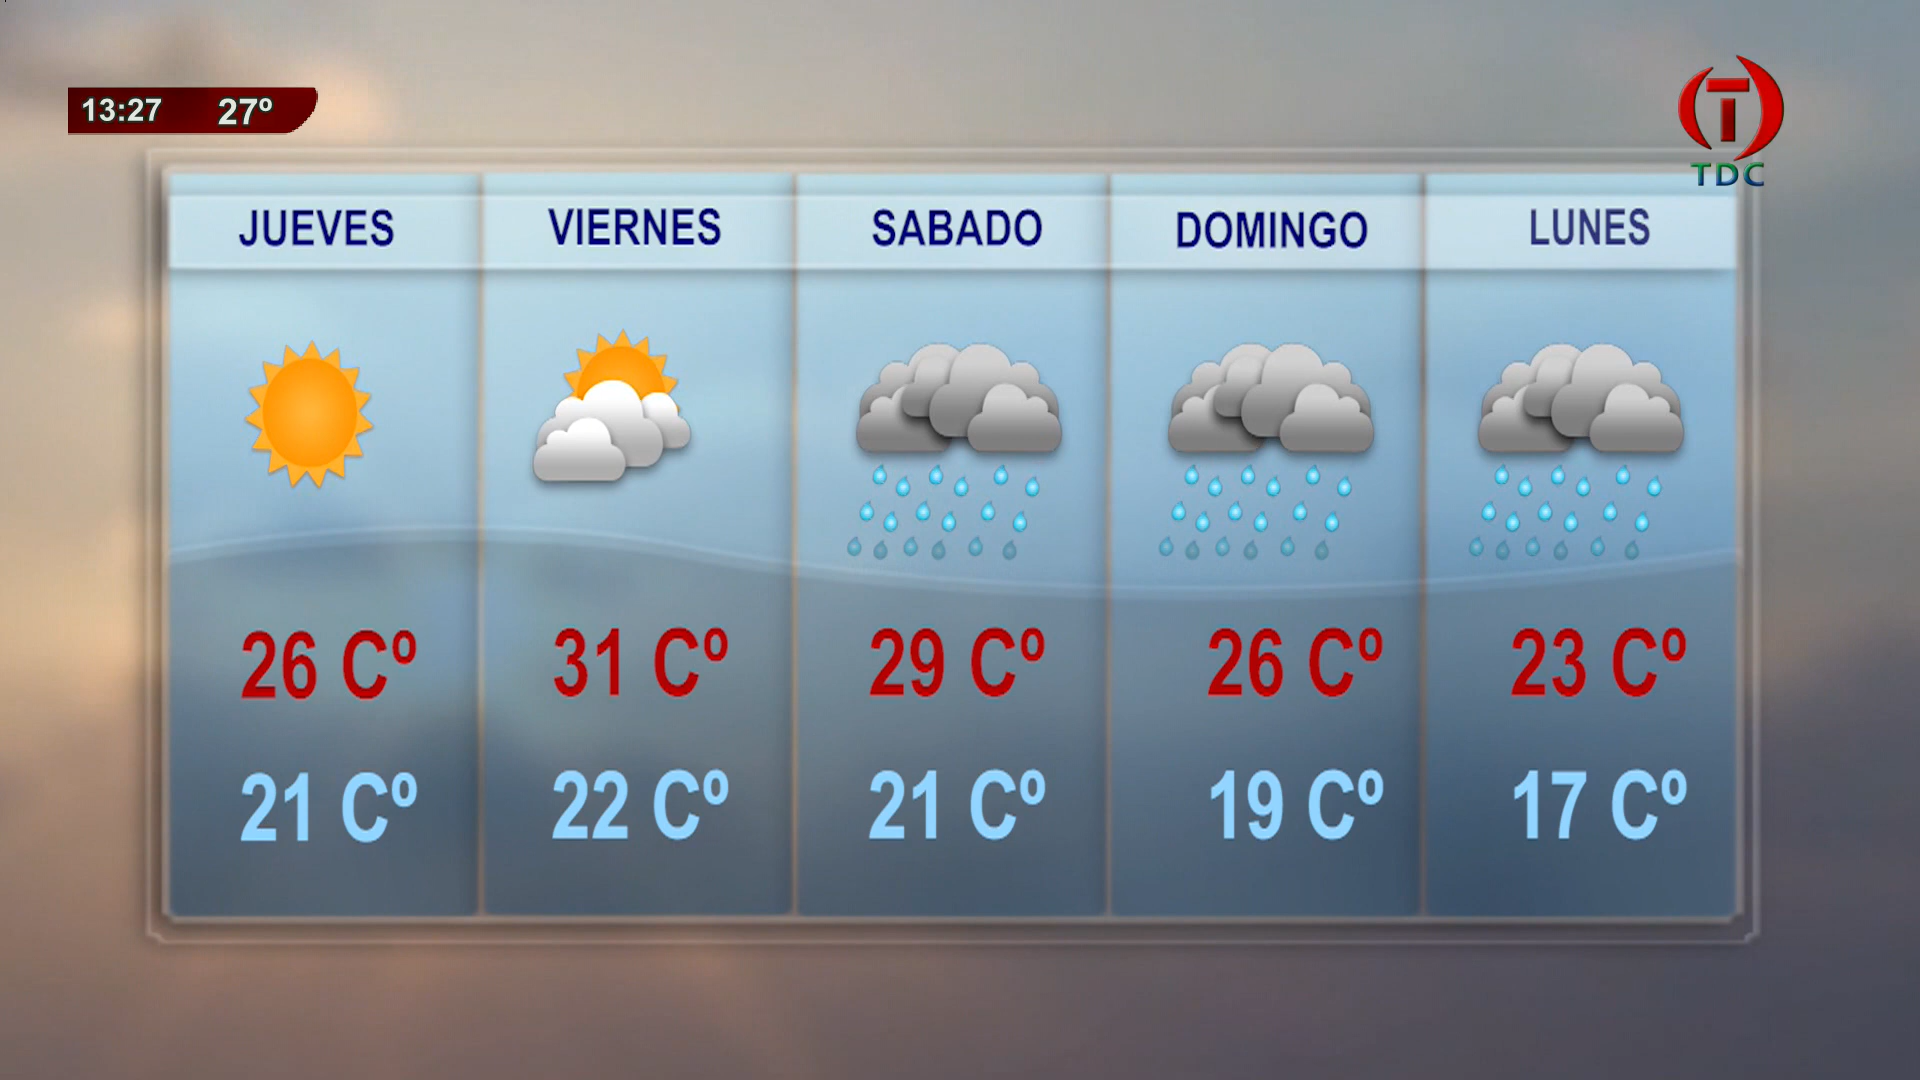 13:27 27º
TDC
JUEVES VIERNES SABADO DOMINGO LUNES
26 Cº 31 Cº 29 Cº 26 Cº 23 Cº
21 Cº 22 Cº 21 Cº 19 Cº 17 Cº